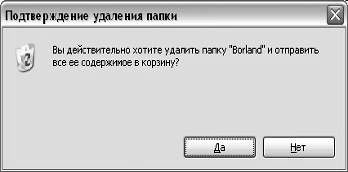 Подтверждение удаления папки
Вы действительно хотите удалить папку "Borland" и отправить
все ее содержимое в корзину?
Да
Нет